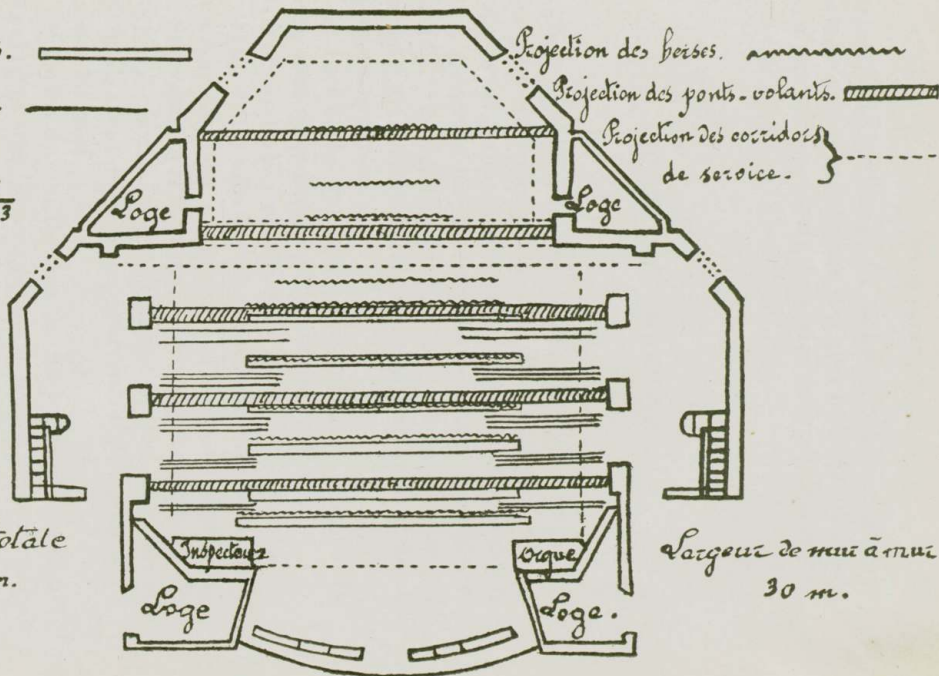 Projection des herses.
Projection des ponts-volants.
Projection des corridors
de service.
3
Loge
Loge
Inspecteur
Orgue
totale
m.
Loge
Loge.
Largeur de mur à mur
30 m.